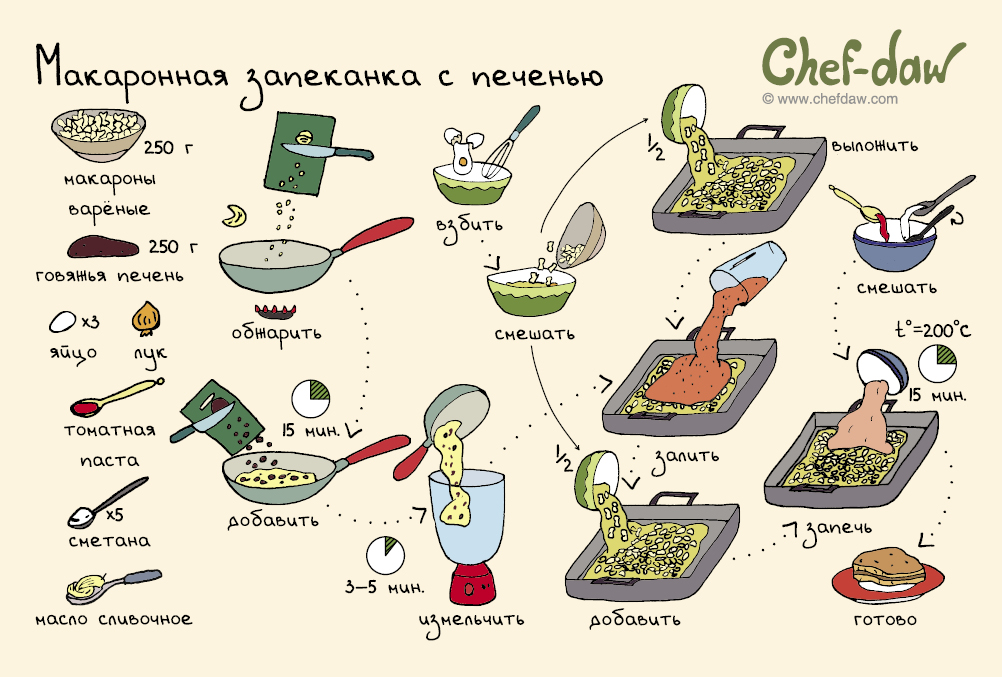 Макаронная запеканка с печенью
Chef-daw
© www.chefdaw.com
250 г
макароны
варёные
250 г
говяжья печень
x3
яйцо
лук
томатная
паста
x5
сметана
масло сливочное
обжарить
15 мин.
добавить
3–5 мин.
измельчить
взбить
смешать
1/2
выложить
залить
1/2
добавить
смешать
t°=200°c
15 мин.
запечь
готово